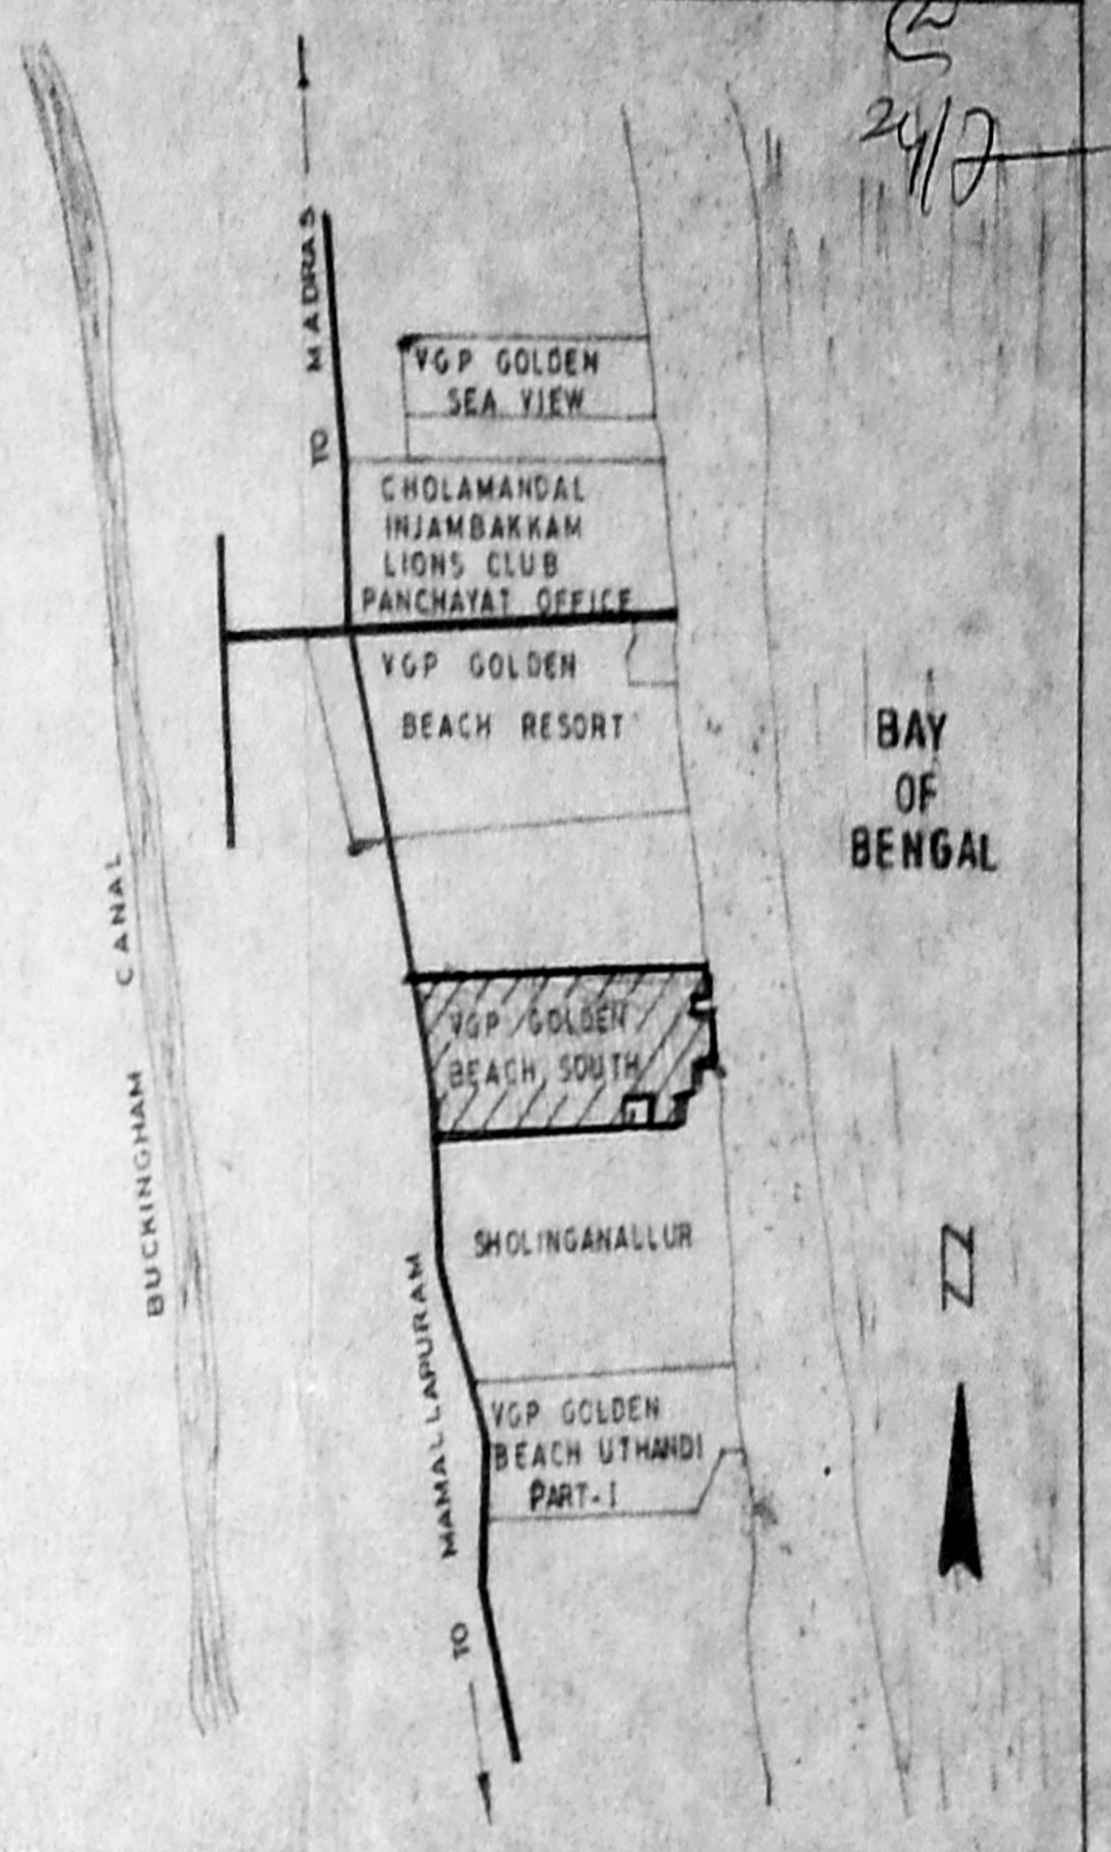 24/2
TO MADRAS
VGP GOLDEN
SEA VIEW
CHOLAMANDAL
INJAMBAKKAM
LIONS CLUB
PANCHAYAT OFFICE
VGP GOLDEN
BEACH RESORT
BAY
OF
BENGAL
BUCKINGHAM CANAL
VGP GOLDEN
BEACH SOUTH
SHOLINGANALLUR
N
TO MAMALLAPURAM
VGP GOLDEN
BEACH UTHANDI
PART-I